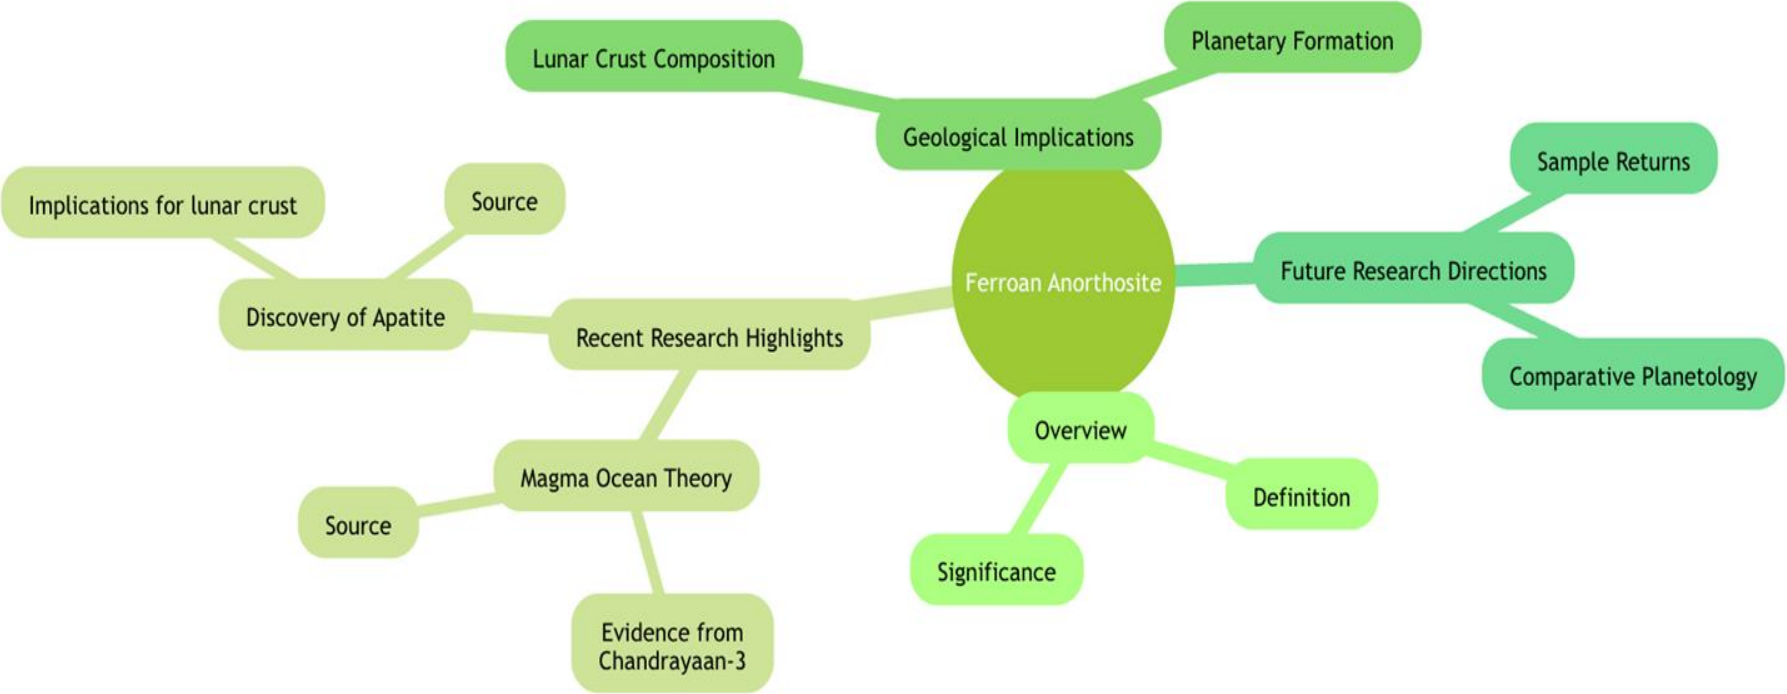 Planetary Formation
Lunar Crust Composition
Geological Implications
Sample Returns
Source
Implications for lunar crust
Future Research Directions
Ferroan Anorthosite
Discovery of Apatite
Recent Research Highlights
Comparative Planetology
Overview
Magma Ocean Theory
Definition
Source
Significance
Evidence from
Chandrayaan-3